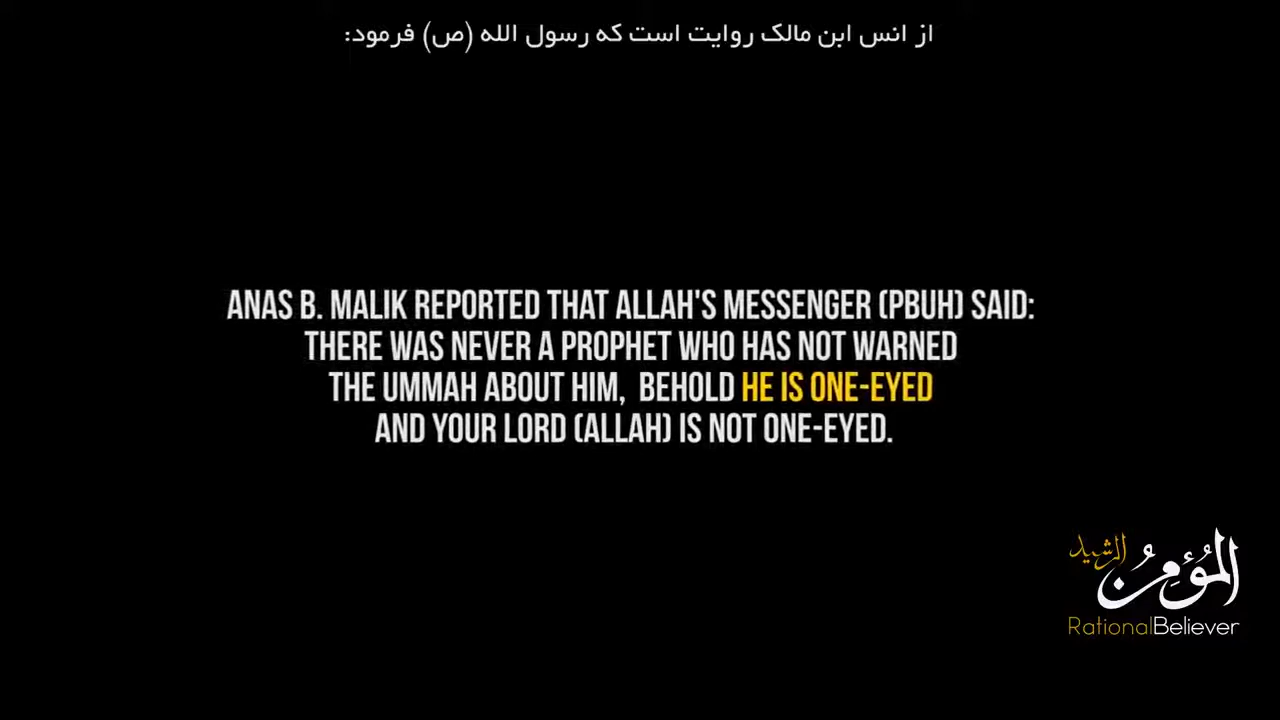 از انس ابن مالک روایت است که رسول الله (ص) فرمود:
ANAS B. MALIK REPORTED THAT ALLAH'S MESSENGER (PBUH) SAID:
THERE WAS NEVER A PROPHET WHO HAS NOT WARNED
THE UMMAH ABOUT HIM, BEHOLD HE IS ONE-EYED
AND YOUR LORD (ALLAH) IS NOT ONE-EYED.
المُؤمِنُ الرشيد
RationalBeliever